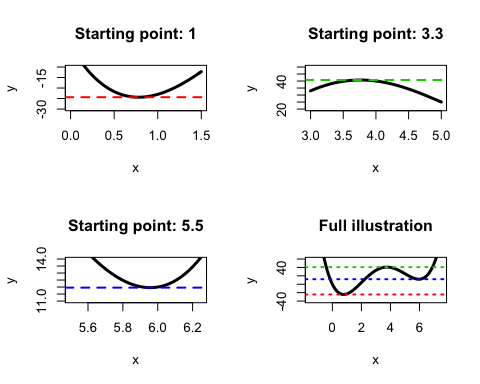 Starting point: 1
y
-15
-30
0.0 0.5 1.0 1.5
x
Starting point: 3.3
y
40
20
3.0 3.5 4.0 4.5 5.0
x
Starting point: 5.5
y
14.0
11.0
5.6 5.8 6.0 6.2
x
Full illustration
y
40
-40
0 2 4 6
x